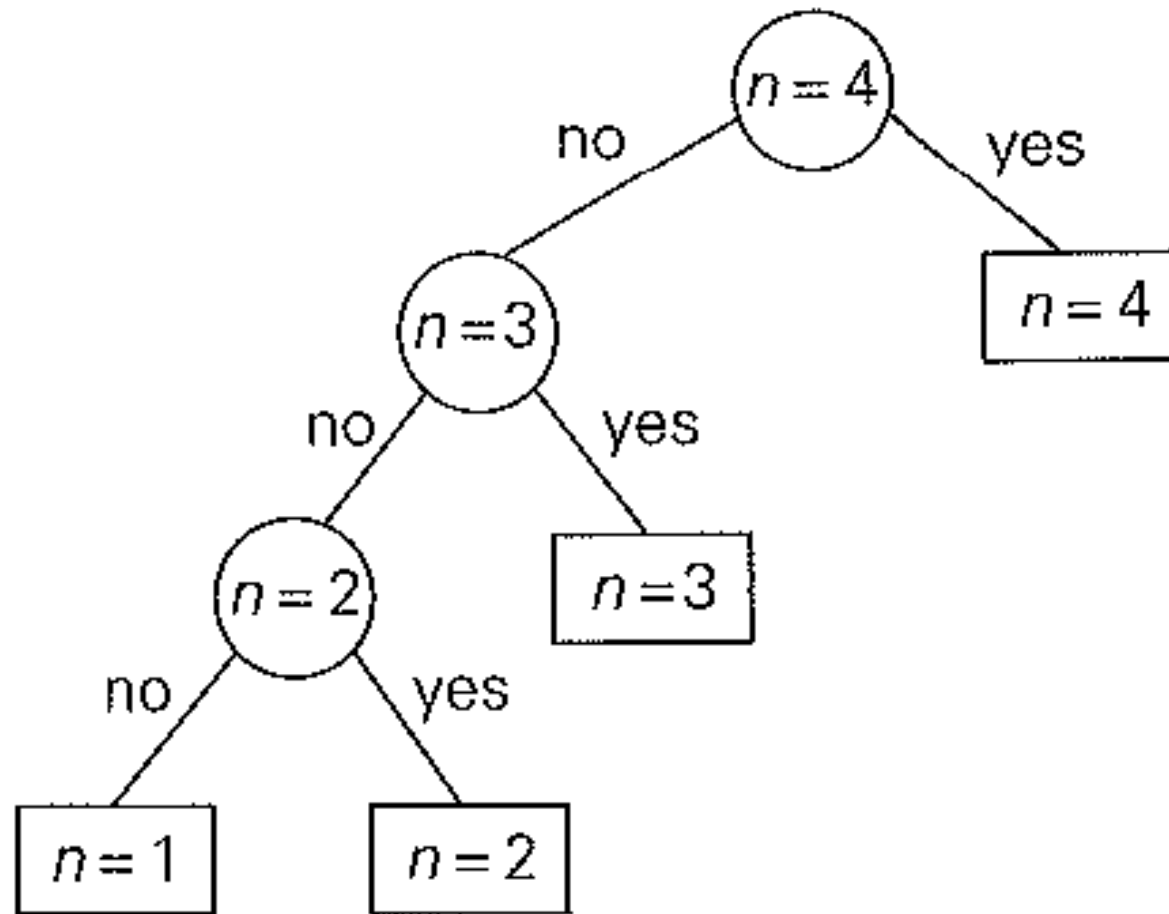 n = 4
no
yes
n = 3
n = 4
no
yes
n = 2
n = 3
no
yes
n = 1
n = 2